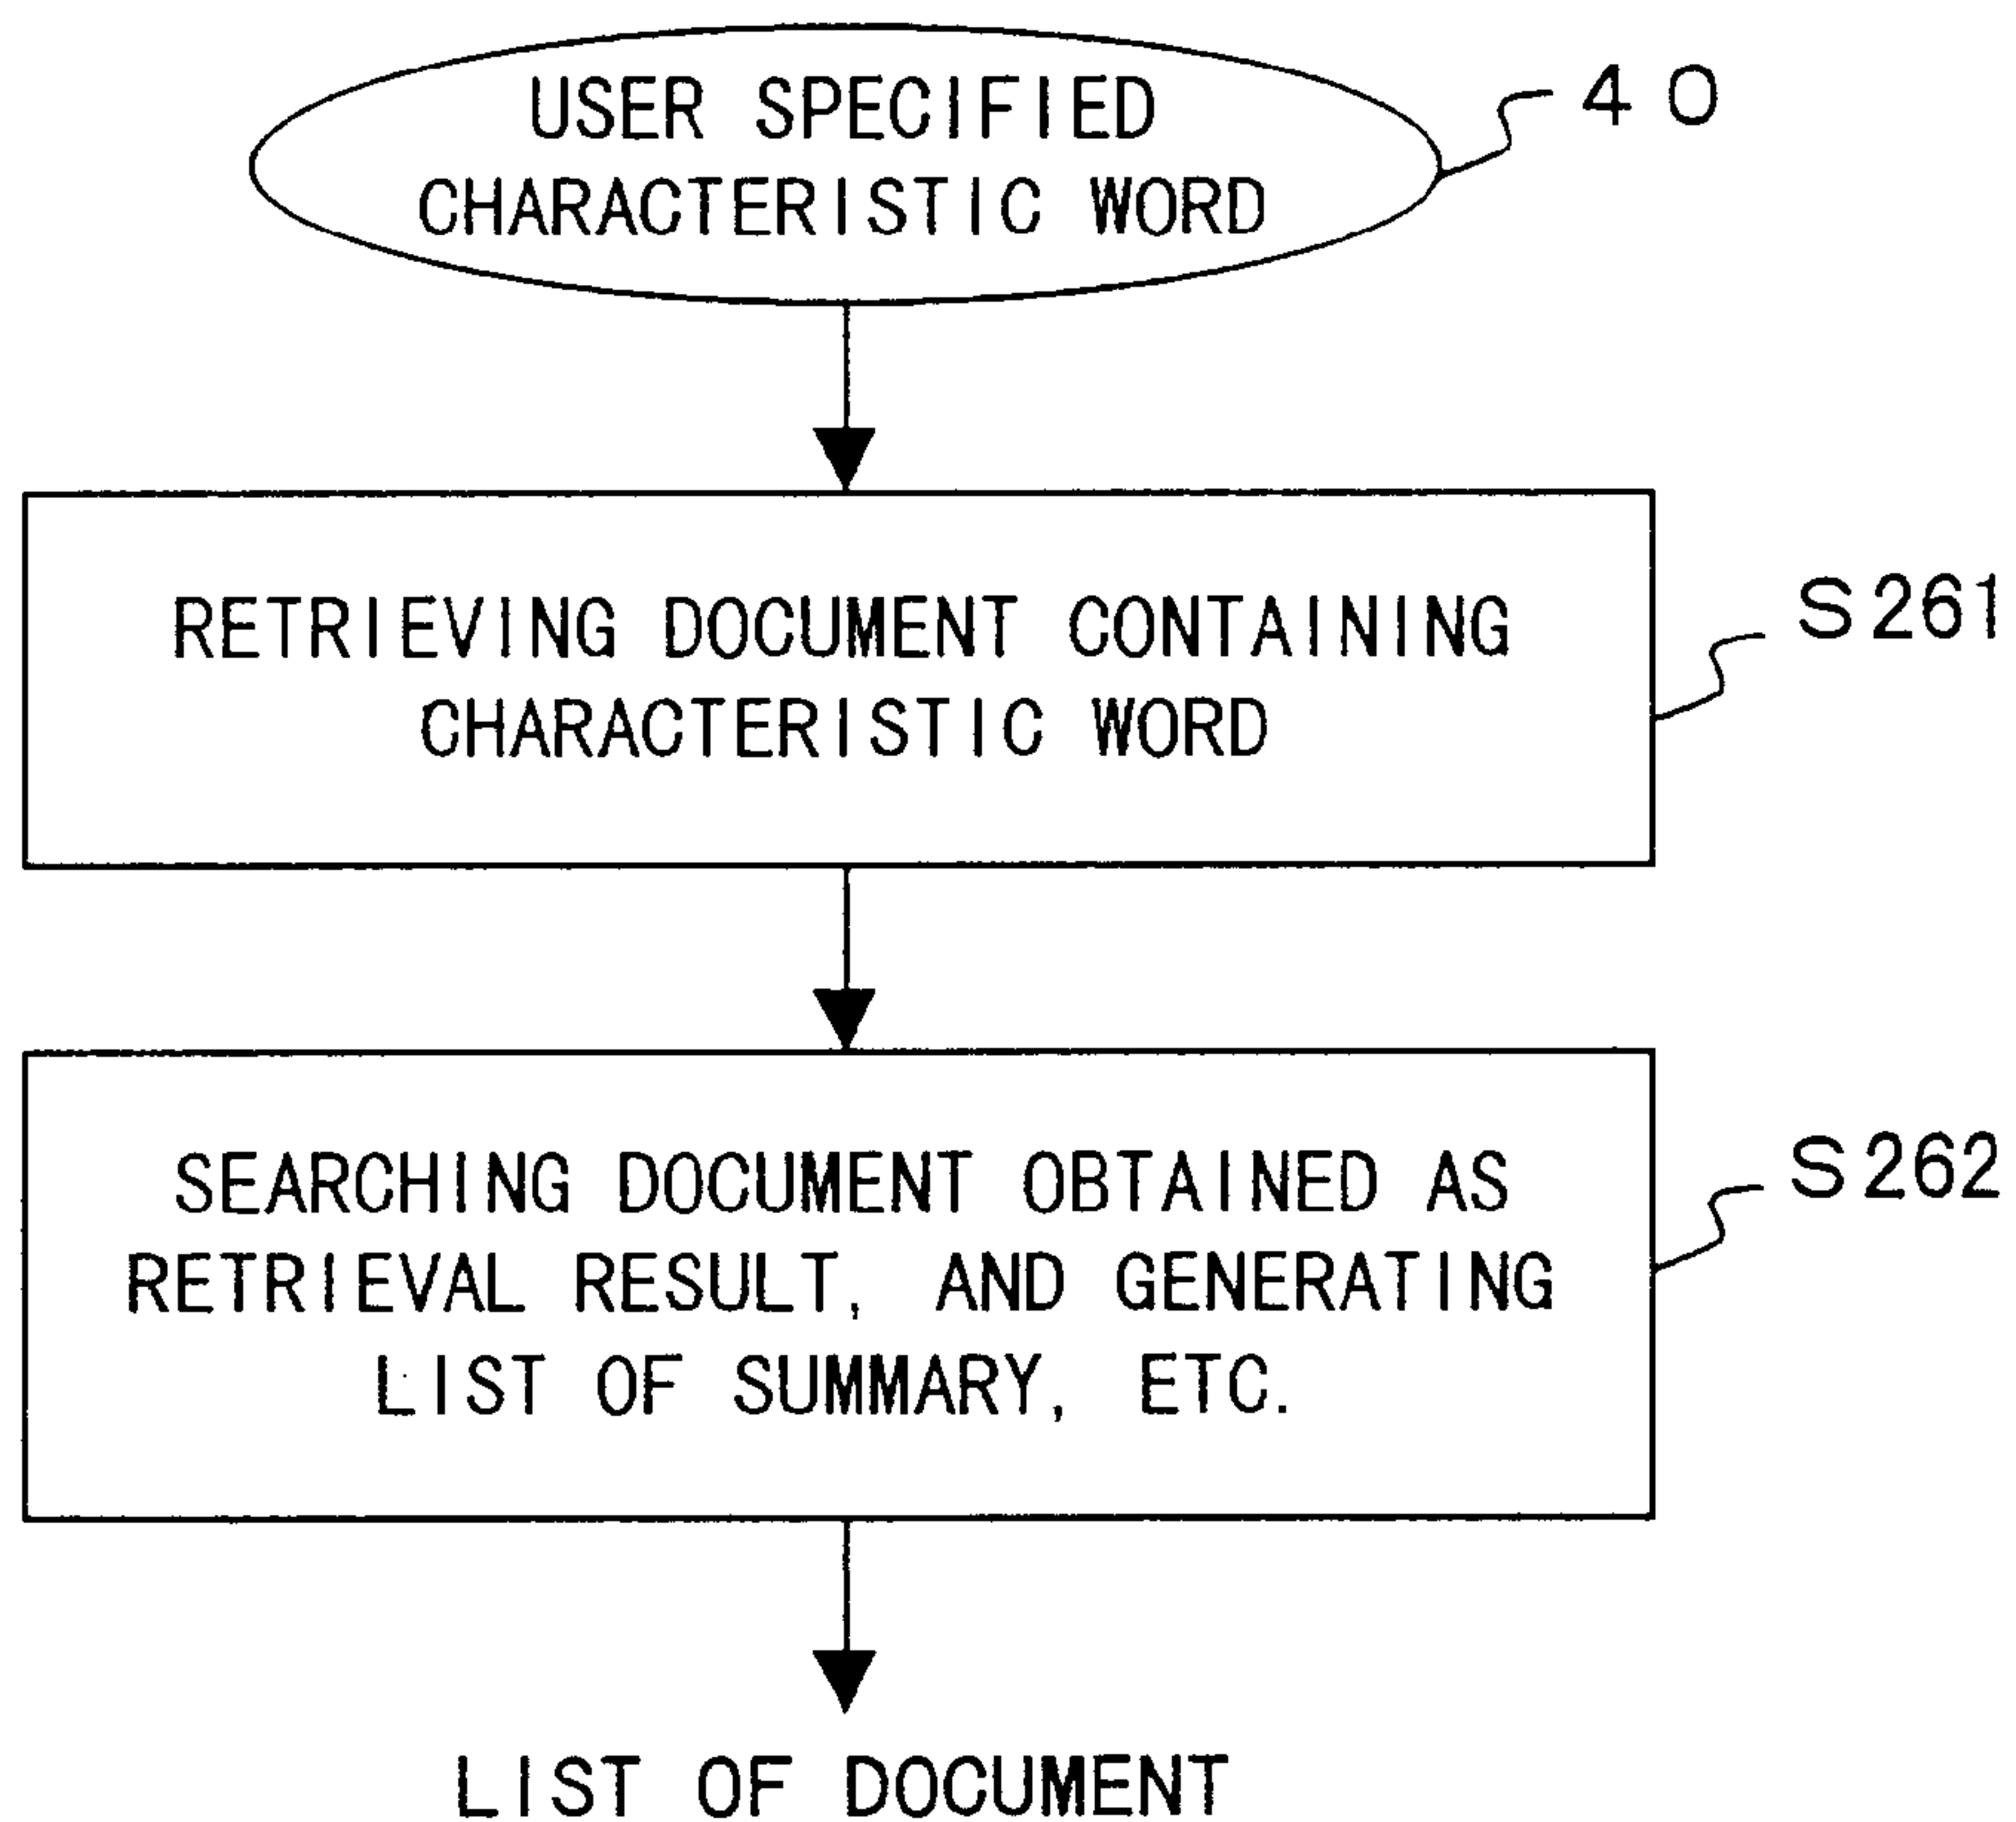 USER SPECIFIED
CHARACTERISTIC WORD
40
RETRIEVING DOCUMENT CONTAINING
CHARACTERISTIC WORD
S261
SEARCHING DOCUMENT OBTAINED AS
RETRIEVAL RESULT, AND GENERATING
LIST OF SUMMARY, ETC.
S262
LIST OF DOCUMENT